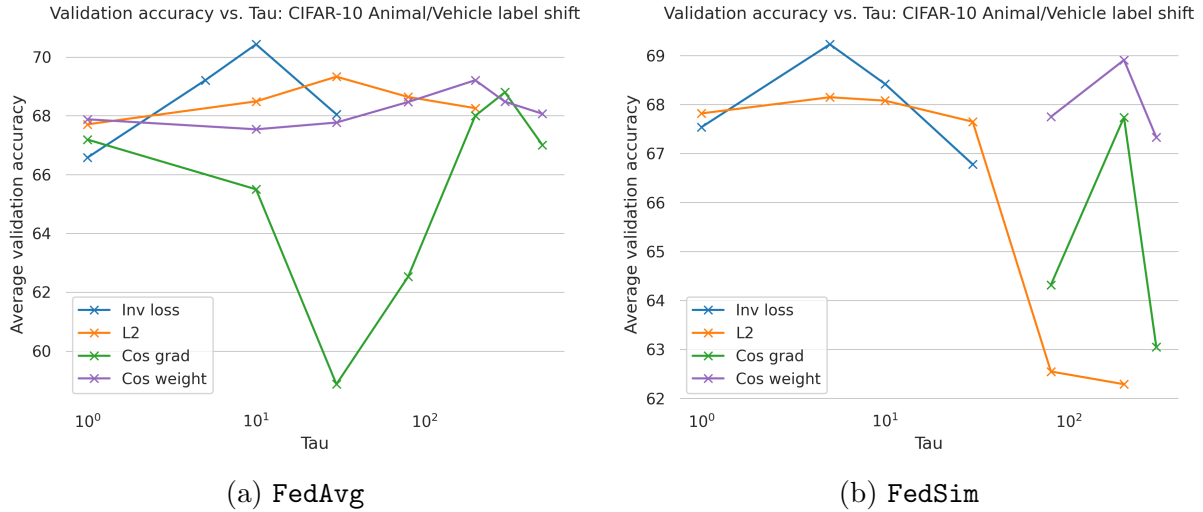 Validation accuracy vs. Tau: CIFAR-10 Animal/Vehicle label shift
Average validation accuracy
70
68
66
64
62
60
Inv loss
L2
Cos grad
Cos weight
10^0
10^1
10^2
Tau
(a) FedAvg
Validation accuracy vs. Tau: CIFAR-10 Animal/Vehicle label shift
Average validation accuracy
69
68
67
66
65
64
63
62
Inv loss
L2
Cos grad
Cos weight
10^0
10^1
10^2
Tau
(b) FedSim